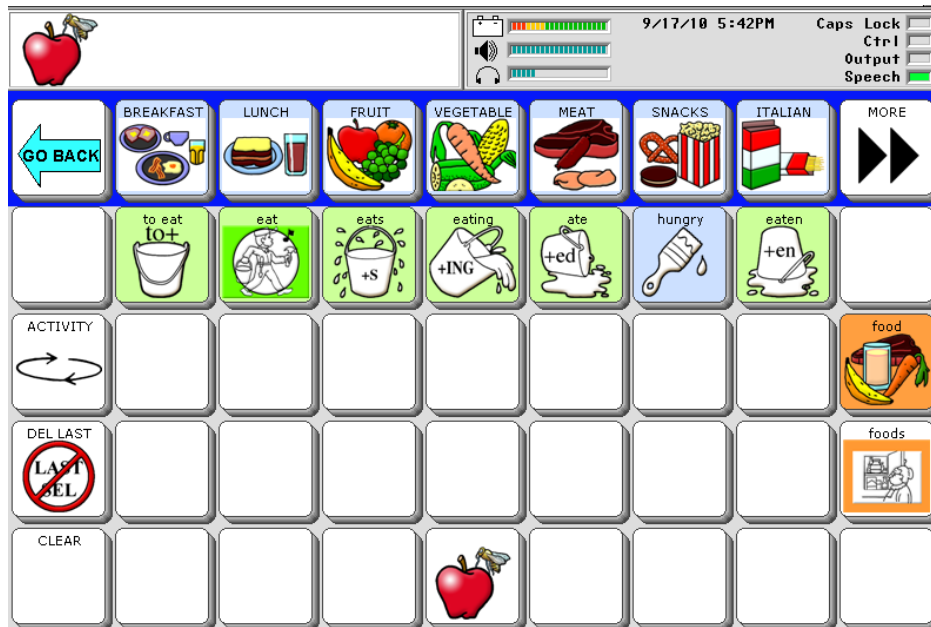 9/17/10 5:42PM
Caps Lock
Ctrl
Output
Speech
GO BACK
BREAKFAST
LUNCH
FRUIT
VEGETABLE
MEAT
SNACKS
ITALIAN
MORE
to eat
to+
eat
eats
+S
eating
+ING
ate
+ed
hungry
eaten
+en
ACTIVITY
food
DEL LAST
LAST
SEL
foods
CLEAR